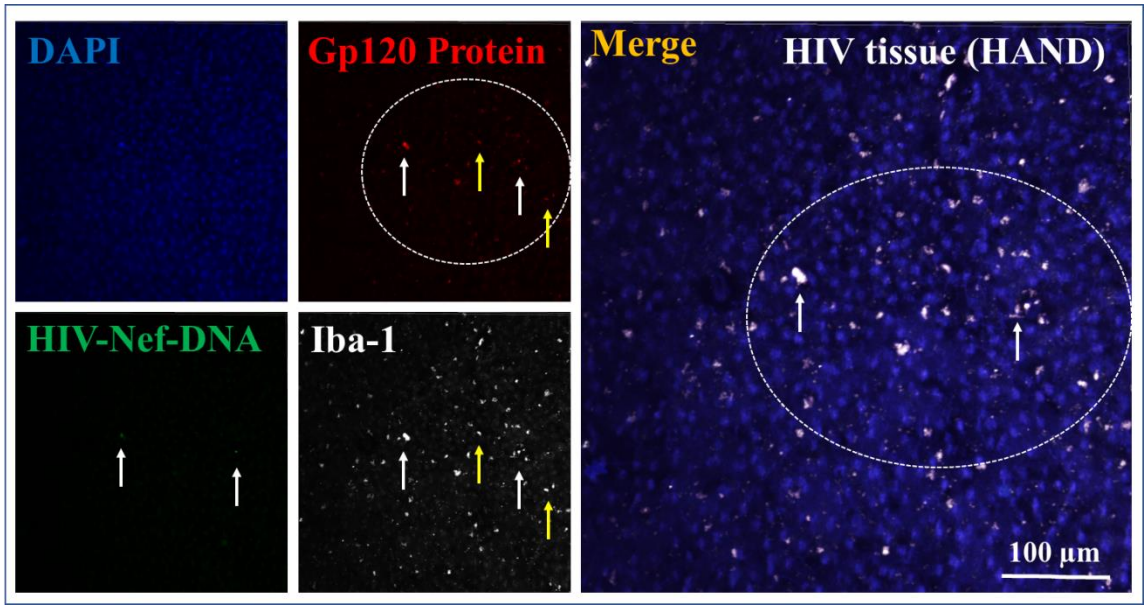 DAPI
Gp120 Protein
Merge
HIV tissue (HAND)
HIV-Nef-DNA
Iba-1
100 µm